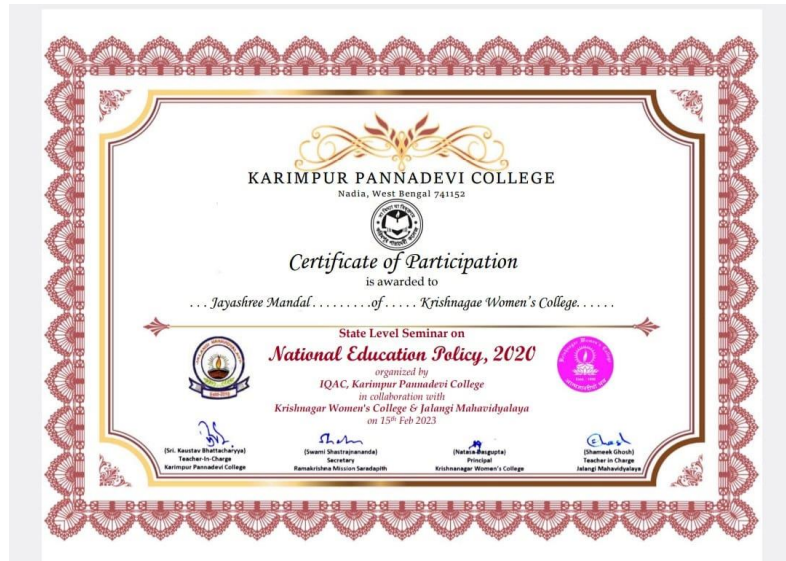 KARIMPUR PANNADEVI COLLEGE
Nadia, West Bengal 741152
Certificate of Participation
is awarded to
. . . Jayashree Mandal . . . . . . . . . of . . . . . Krishnagae Women's College. . . . . .
State Level Seminar on
National Education Policy, 2020
organized by
IQAC, Karimpur Pannadevi College
in collaboration with
Krishnagar Women's College & Jalangi Mahavidyalaya
on 15th Feb 2023
(Sri. Kaustav Bhattacharyya)
Teacher-In-Charge
Karimpur Pannadevi College
(Swami Shastrajnananda)
Secretary
Ramakrishna Mission Saradapith
(Natasa Dasgupta)
Principal
Krishnanagar Women's College
(Shameek Ghosh)
Teacher in Charge
Jalangi Mahavidyalaya